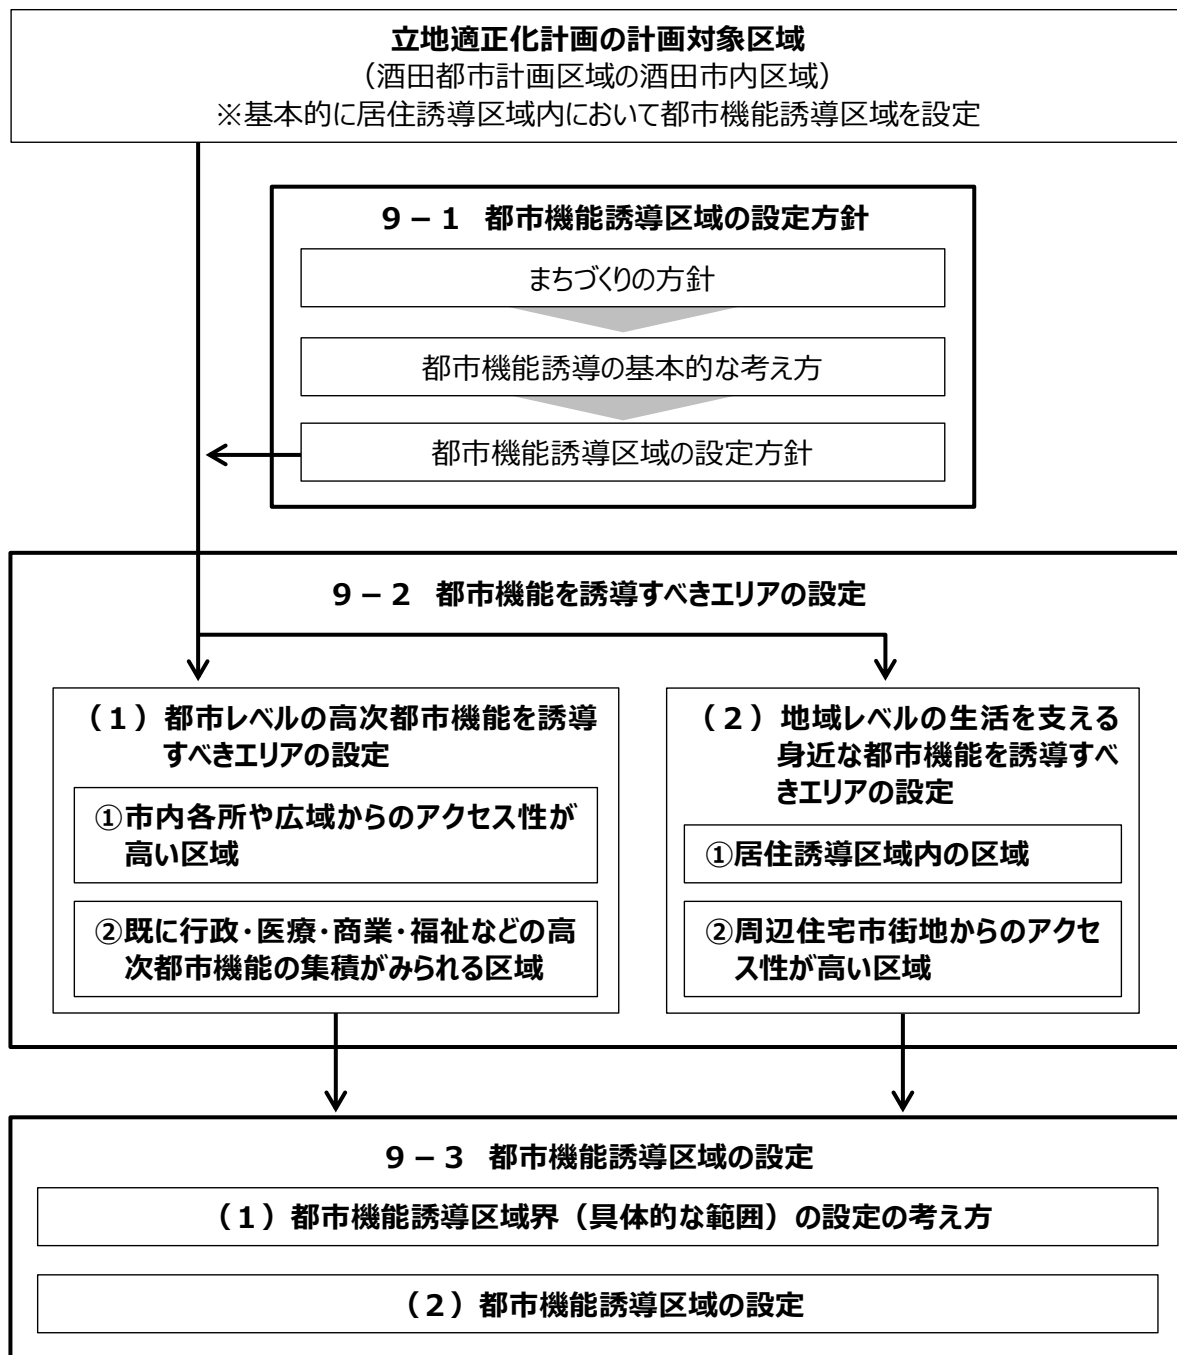 立地適正化計画の計画対象区域
（酒田都市計画区域の酒田市内区域）
※基本的に居住誘導区域内において都市機能誘導区域を設定
９－１ 都市機能誘導区域の設定方針
まちづくりの方針
都市機能誘導の基本的な考え方
都市機能誘導区域の設定方針
９－２ 都市機能を誘導すべきエリアの設定
（１）都市レベルの高次都市機能を誘導
すべきエリアの設定
①市内各所や広域からのアクセス性が
高い区域
②既に行政・医療・商業・福祉などの高
次都市機能の集積がみられる区域
（２）地域レベルの生活を支える
身近な都市機能を誘導すべ
きエリアの設定
①居住誘導区域内の区域
②周辺住宅市街地からのアクセ
ス性が高い区域
９－３ 都市機能誘導区域の設定
（１）都市機能誘導区域界（具体的な範囲）の設定の考え方
（２）都市機能誘導区域の設定